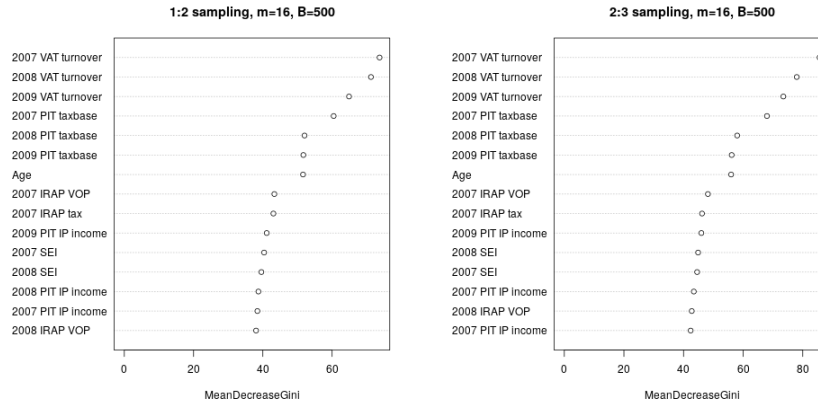 1:2 sampling, m=16, B=500
2007 VAT turnover
2008 VAT turnover
2009 VAT turnover
2007 PIT taxbase
2008 PIT taxbase
2009 PIT taxbase
Age
2007 IRAP VOP
2007 IRAP tax
2009 PIT IP income
2007 SEI
2008 SEI
2008 PIT IP income
2007 PIT IP income
2008 IRAP VOP
0 20 40 60
MeanDecreaseGini
2:3 sampling, m=16, B=500
2007 VAT turnover
2008 VAT turnover
2009 VAT turnover
2007 PIT taxbase
2008 PIT taxbase
2009 PIT taxbase
Age
2007 IRAP VOP
2007 IRAP tax
2009 PIT IP income
2008 SEI
2007 SEI
2007 PIT IP income
2008 IRAP VOP
2007 PIT IP income
0 20 40 60 80
MeanDecreaseGini